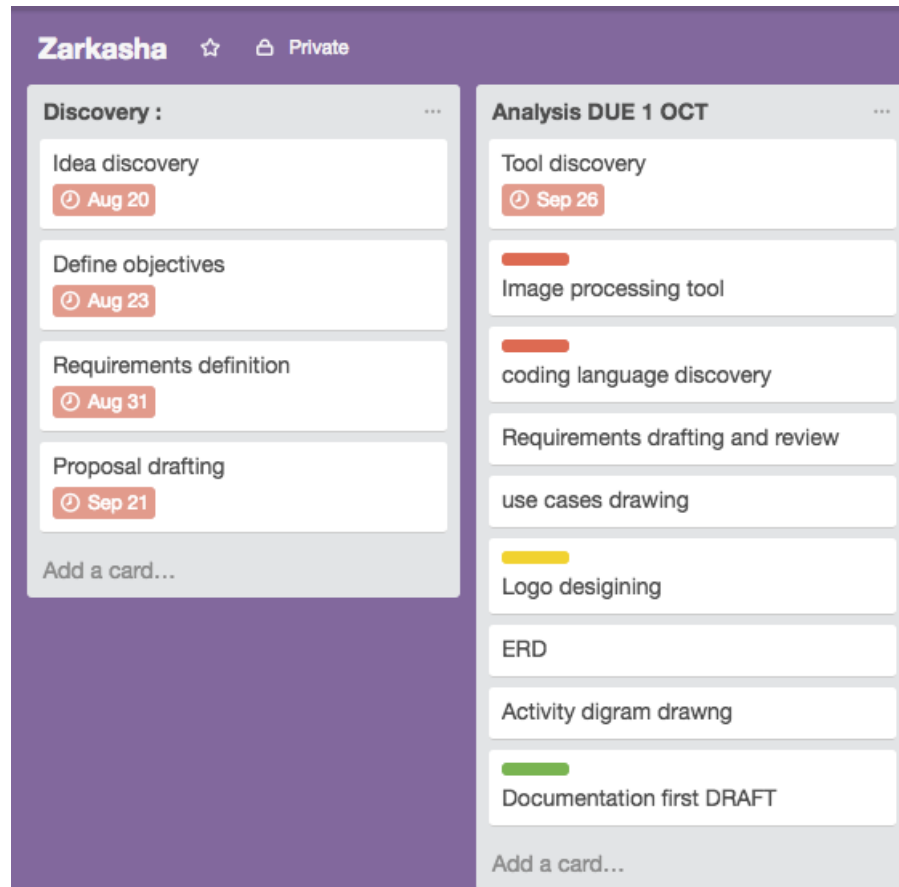 Zarkasha Private
Discovery : ...
Idea discovery
Aug 20
Define objectives
Aug 23
Requirements definition
Aug 31
Proposal drafting
Sep 21
Add a card...
Analysis DUE 1 OCT ...
Tool discovery
Sep 26
Image processing tool
coding language discovery
Requirements drafting and review
use cases drawing
Logo desigining
ERD
Activity digram drawng
Documentation first DRAFT
Add a card...